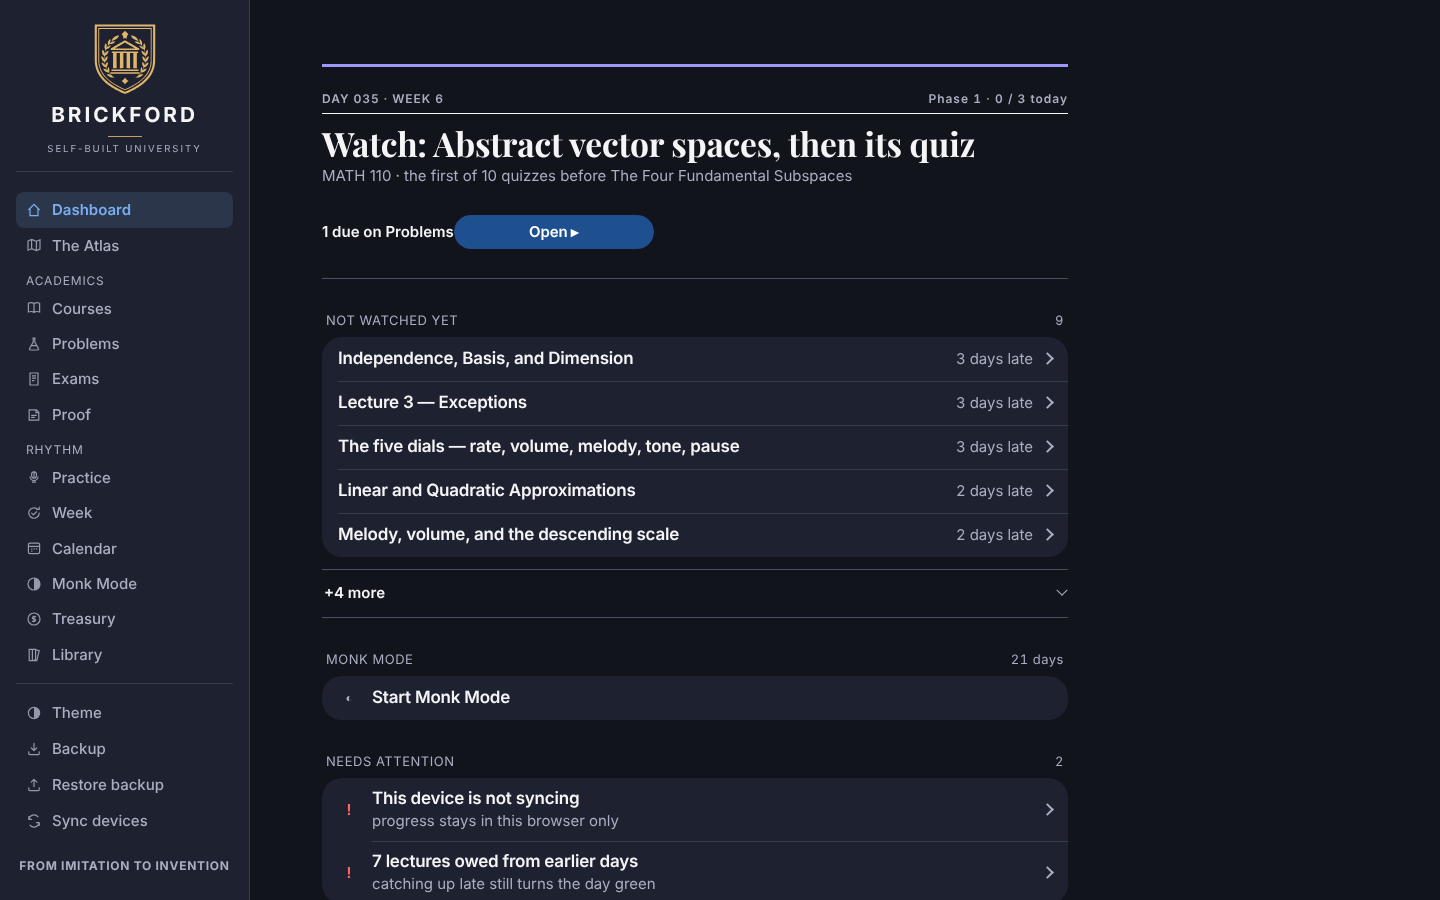 BRICKFORD
SELF-BUILT UNIVERSITY
Dashboard
The Atlas
ACADEMICS
Courses
Problems
Exams
Proof
RHYTHM
Practice
Week
Calendar
Monk Mode
Treasury
Library
Theme
Backup
Restore backup
Sync devices
FROM IMITATION TO INVENTION
DAY 035 · WEEK 6
Phase 1 · 0 / 3 today
Watch: Abstract vector spaces, then its quiz
MATH 110 · the first of 10 quizzes before The Four Fundamental Subspaces
1 due on Problems
Open ▸
NOT WATCHED YET 9
Independence, Basis, and Dimension 3 days late
Lecture 3 — Exceptions 3 days late
The five dials — rate, volume, melody, tone, pause 3 days late
Linear and Quadratic Approximations 2 days late
Melody, volume, and the descending scale 2 days late
+4 more
MONK MODE 21 days
Start Monk Mode
NEEDS ATTENTION 2
! This device is not syncing
progress stays in this browser only
! 7 lectures owed from earlier days
catching up late still turns the day green